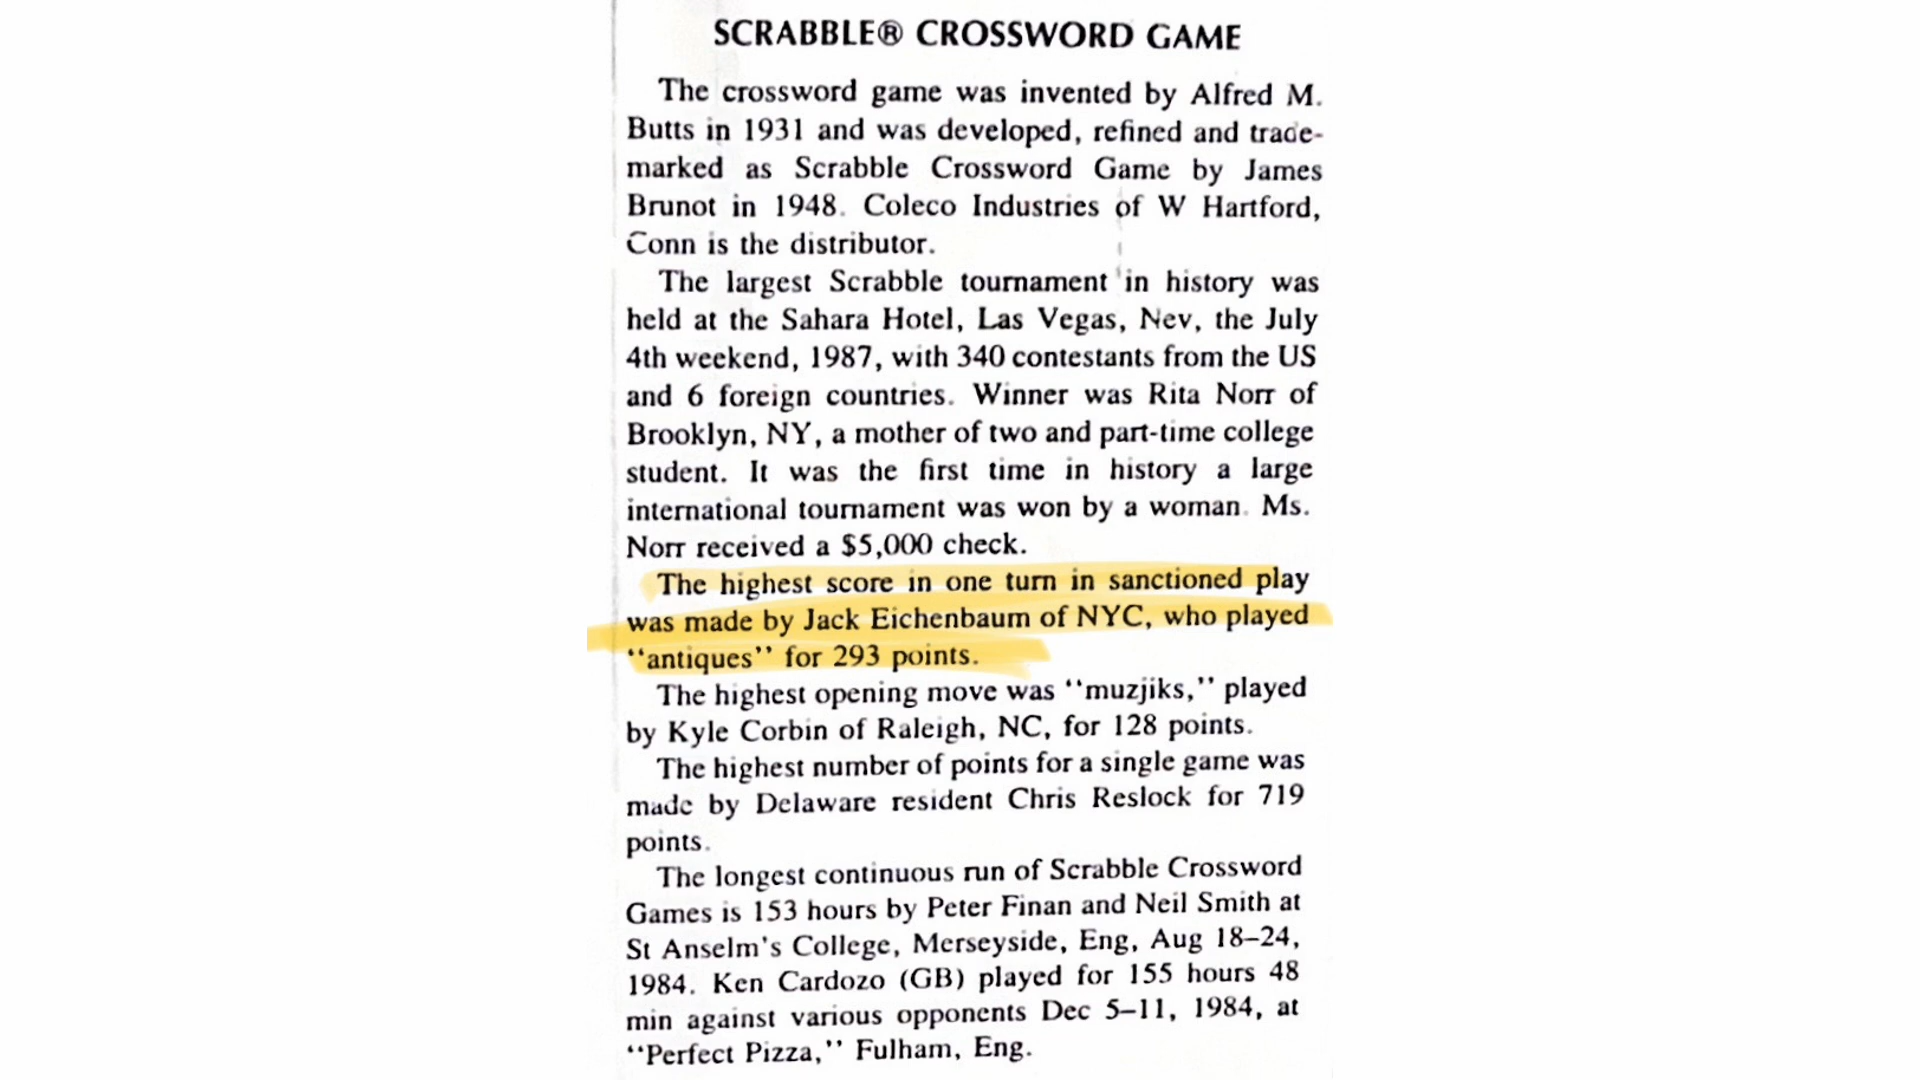 SCRABBLE® CROSSWORD GAME
The crossword game was invented by Alfred M.
Butts in 1931 and was developed, refined and trade-
marked as Scrabble Crossword Game by James
Brunot in 1948. Coleco Industries of W Hartford,
Conn is the distributor.
The largest Scrabble tournament in history was
held at the Sahara Hotel, Las Vegas, Nev, the July
4th weekend, 1987, with 340 contestants from the US
and 6 foreign countries. Winner was Rita Norr of
Brooklyn, NY, a mother of two and part-time college
student. It was the first time in history a large
international tournament was won by a woman. Ms.
Norr received a $5,000 check.
The highest score in one turn in sanctioned play
was made by Jack Eichenbaum of NYC, who played
‘‘antiques’’ for 293 points.
The highest opening move was ‘‘muzjiks,’’ played
by Kyle Corbin of Raleigh, NC, for 128 points.
The highest number of points for a single game was
made by Delaware resident Chris Reslock for 719
points.
The longest continuous run of Scrabble Crossword
Games is 153 hours by Peter Finan and Neil Smith at
St Anselm's College, Merseyside, Eng, Aug 18–24,
1984. Ken Cardozo (GB) played for 155 hours 48
min against various opponents Dec 5–11, 1984, at
‘‘Perfect Pizza,’’ Fulham, Eng.